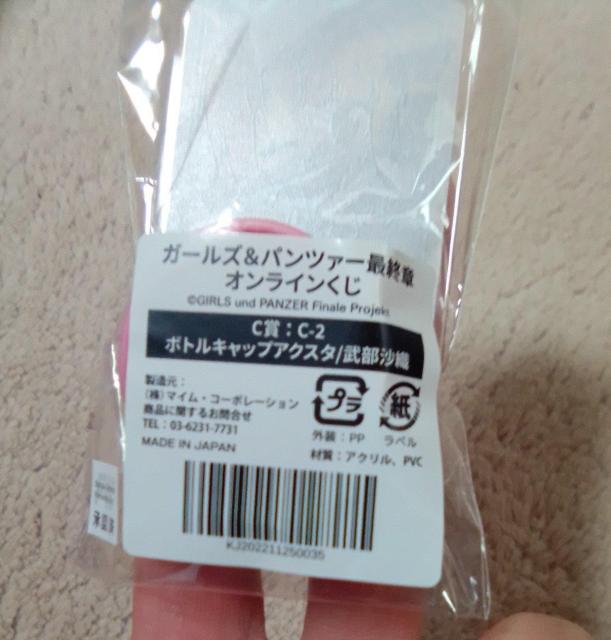 ガールズ&パンツァー最終章
オンラインくじ
©GIRLS und PANZER Finale Projekt
C賞：C-2
ボトルキャップアクスタ/武部沙織
製造元：
(株)マイム・コーポレーション
商品に関するお問合せ
TEL：03-6231-7731
MADE IN JAPAN
プラ
外装：PP
紙
ラベル
材質：アクリル、PVC
KJ202211250035
承認済